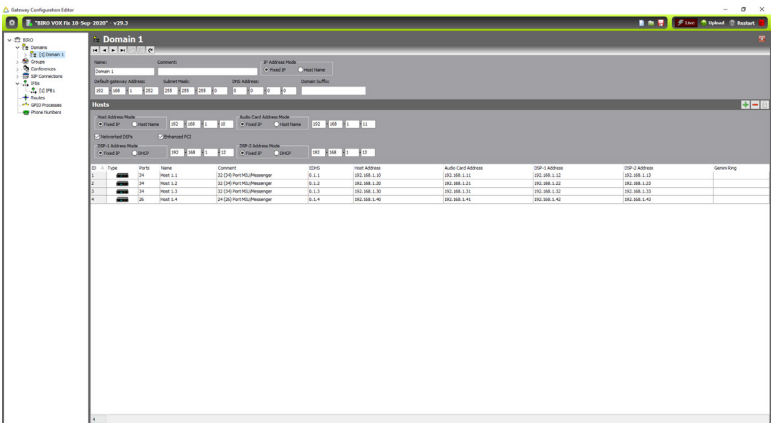 Gateway Configuration Editor
"BIRO VOX Fix 18-Sep-2020" - v29.3
Live Upload Restart
BIRO
Domains
[1] Domain 1
Groups
Conferences
SIP Connections
IFBs
[1] IFB1
Routes
GPIO Processes
Phone Numbers
Domain 1
Name: Comment: IP Address Mode
Domain 1 Fixed IP Host Name
Default-gateway Address: Subnet Mask: DNS Address: Domain Suffix:
192 168 1 252 255 255 255 0 0 0 0 0
Hosts
Host Address Mode Audio Card Address Mode
Fixed IP Host Name 192 168 1 10 Fixed IP Host Name 192 168 1 11
Networked DSPs Enhanced PCI
DSP-1 Address Mode DSP-2 Address Mode
Fixed IP DHCP 192 168 1 12 Fixed IP DHCP 192 168 1 13
ID Type Ports Name Comment EDHS Host Address Audio Card Address DSP-1 Address DSP-2 Address Gemini Ring
1 34 Host 1.1 32 (34) Port MIU/Messenger 0.1.1 192.168.1.10 192.168.1.11 192.168.1.12 192.168.1.13
2 34 Host 1.2 32 (34) Port MIU/Messenger 0.1.2 192.168.1.20 192.168.1.21 192.168.1.22 192.168.1.23
3 34 Host 1.3 32 (34) Port MIU/Messenger 0.1.3 192.168.1.30 192.168.1.31 192.168.1.32 192.168.1.33
4 26 Host 1.4 24 (26) Port MIU/Messenger 0.1.4 192.168.1.40 192.168.1.41 192.168.1.42 192.168.1.43